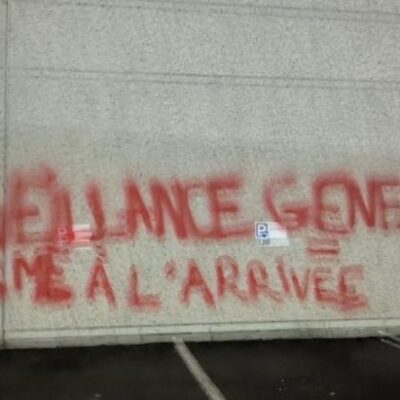 EILLANCE GENE
=
ME À L'ARRIVÉE
P